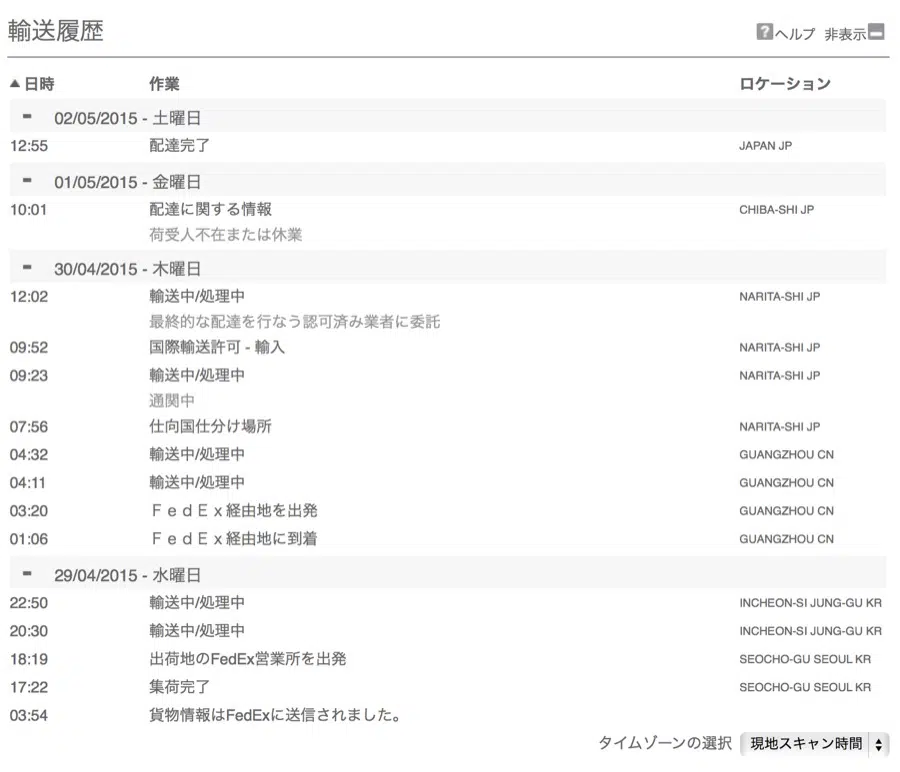 輸送履歴 ?ヘルプ 非表示
▲日時 作業 ロケーション
- 02/05/2015 - 土曜日
12:55 配達完了 JAPAN JP
- 01/05/2015 - 金曜日
10:01 配達に関する情報 CHIBA-SHI JP
荷受人不在または休業
- 30/04/2015 - 木曜日
12:02 輸送中/処理中 NARITA-SHI JP
最終的な配達を行なう認可済み業者に委託
09:52 国際輸送許可 - 輸入 NARITA-SHI JP
09:23 輸送中/処理中 NARITA-SHI JP
通関中
07:56 仕向国仕分け場所 NARITA-SHI JP
04:32 輸送中/処理中 GUANGZHOU CN
04:11 輸送中/処理中 GUANGZHOU CN
03:20 ＦｅｄＥｘ経由地を出発 GUANGZHOU CN
01:06 ＦｅｄＥｘ経由地に到着 GUANGZHOU CN
- 29/04/2015 - 水曜日
22:50 輸送中/処理中 INCHEON-SI JUNG-GU KR
20:30 輸送中/処理中 INCHEON-SI JUNG-GU KR
18:19 出荷地のFedEx営業所を出発 SEOCHO-GU SEOUL KR
17:22 集荷完了 SEOCHO-GU SEOUL KR
03:54 貨物情報はFedExに送信されました。
タイムゾーンの選択 現地スキャン時間